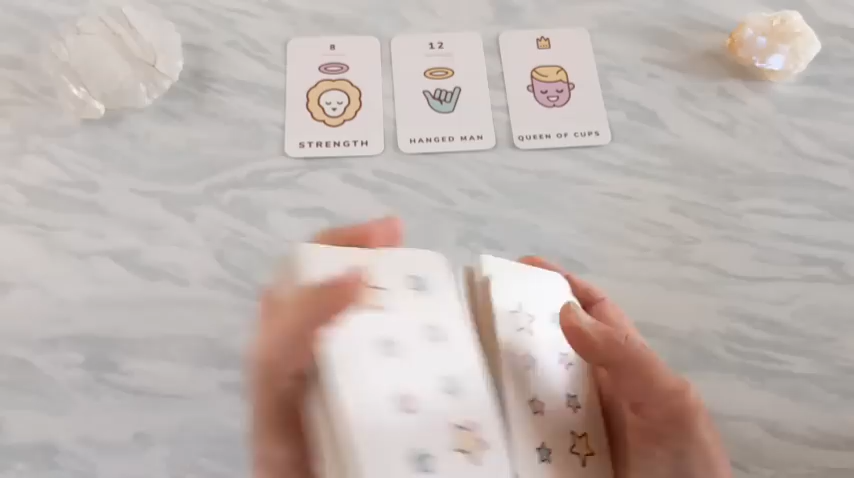 8
STRENGTH
12
HANGED MAN
QUEEN OF CUPS